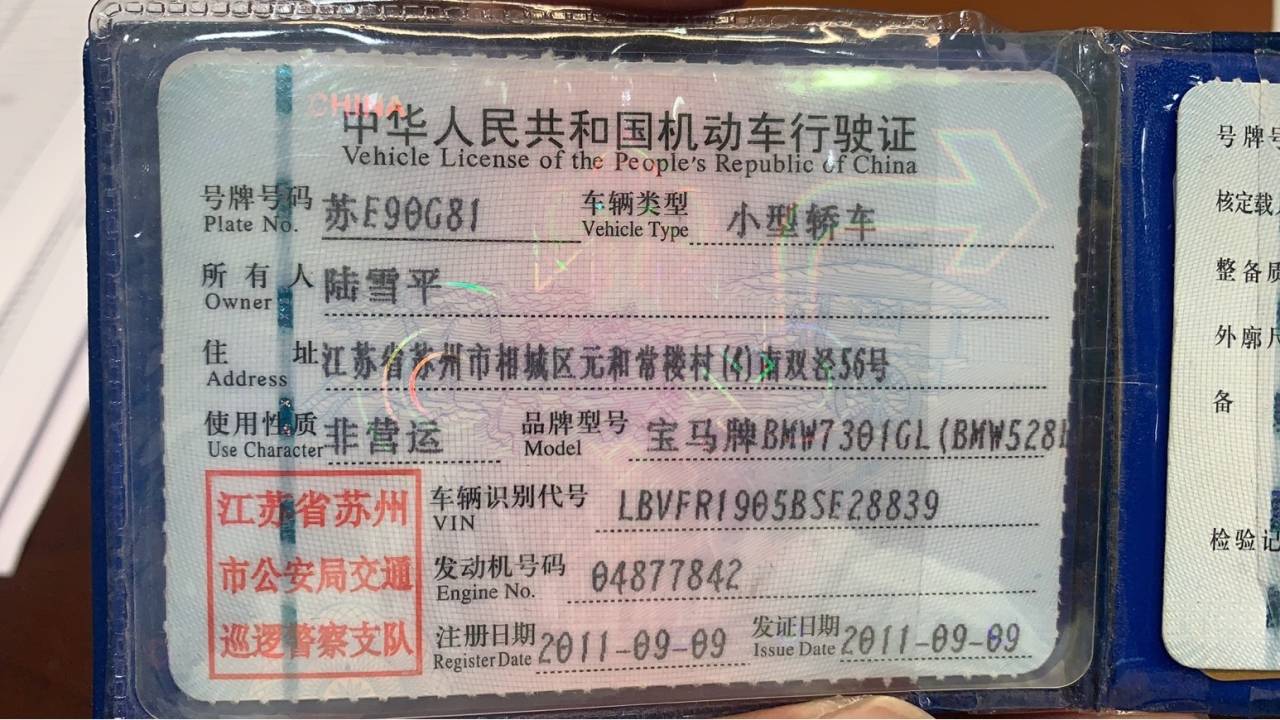 CHINA
中华人民共和国机动车行驶证
Vehicle License of the People's Republic of China
号牌号码 苏E90G81 车辆类型 小型轿车
Plate No. Vehicle Type
所有人 陆雪平
Owner
住址 江苏省苏州市相城区元和常楼村(4)南双泾56号
Address
使用性质 非营运 品牌型号 宝马牌BMW7301GL(BMW528
Use Character Model
江苏省苏州
市公安局交通
巡逻警察支队
车辆识别代号 LBVFR1905BSE28839
VIN
发动机号码 04877842
Engine No.
注册日期 2011-09-09 发证日期 2011-09-09
Register Date Issue Date
号牌号
核定载
整备质
外廓尺
备
检验记